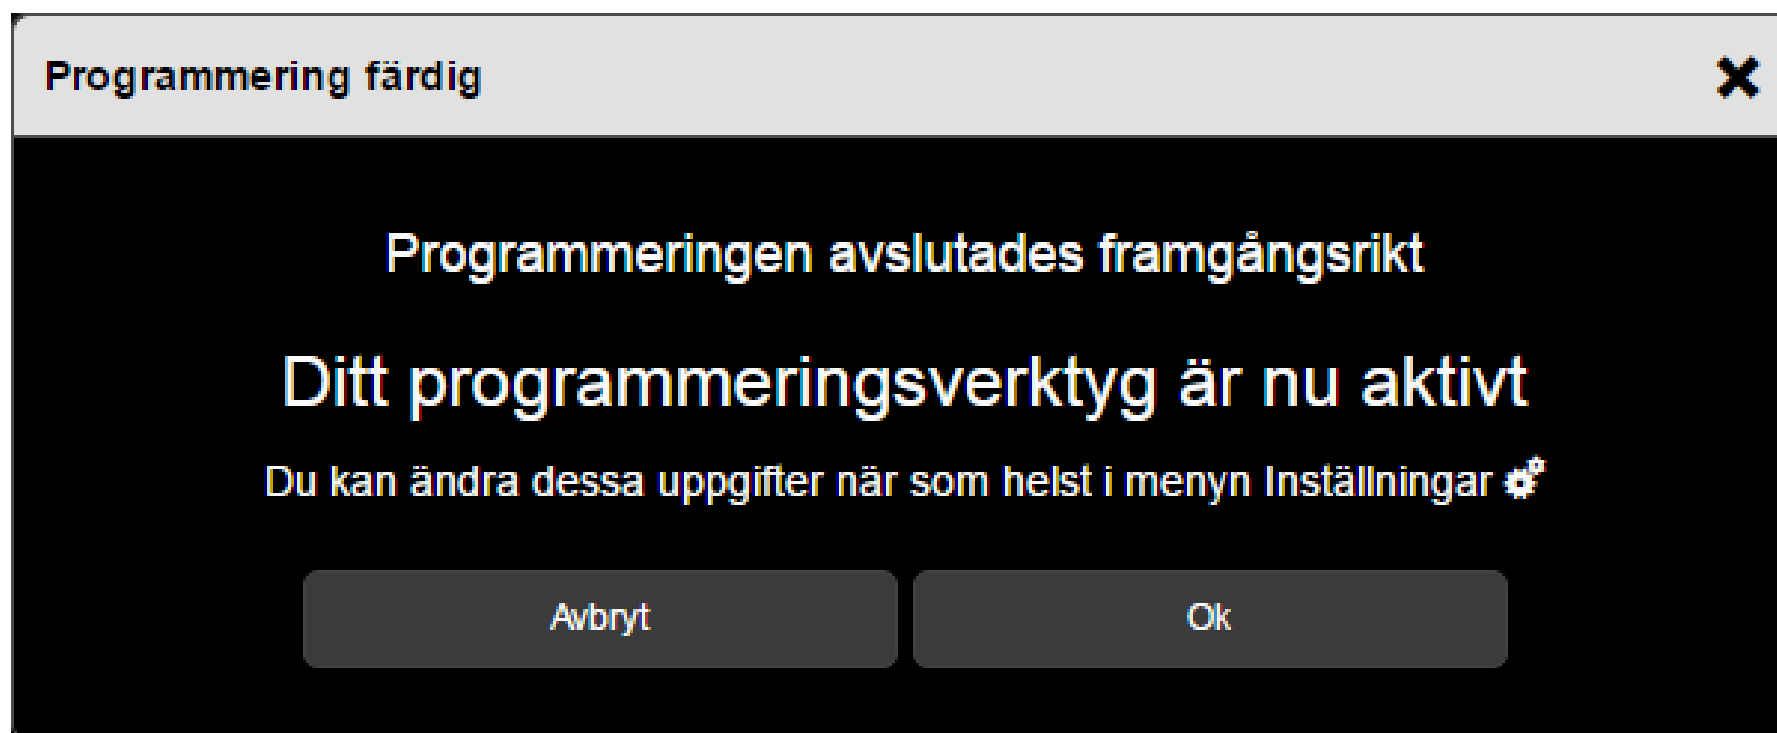 Programmering färdig
Programmeringen avslutades framgångsrikt
Ditt programmeringsverktyg är nu aktivt
Du kan ändra dessa uppgifter när som helst i menyn Inställningar
Avbryt
Ok